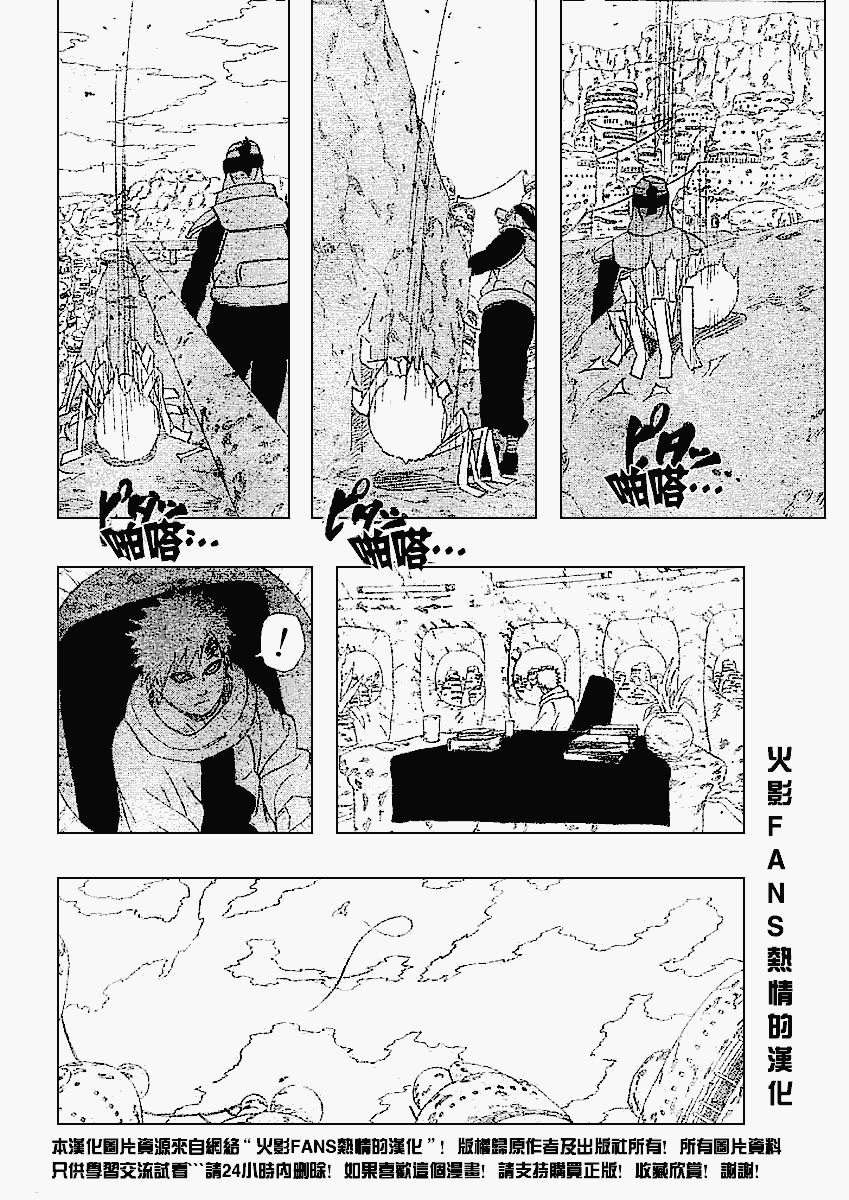 ピタッ
啪嗒…
ピタッ
啪嗒…
ピタッ
啪嗒…
!
火影FANS熱情的漢化
本漢化圖片資源來自網絡“火影FANS熱情的漢化”！版權歸原作者及出版社所有！所有圖片資料
只供學習交流試看```請24小時內刪除！如果喜歡這個漫畫！請支持購買正版！收藏欣賞！謝謝！